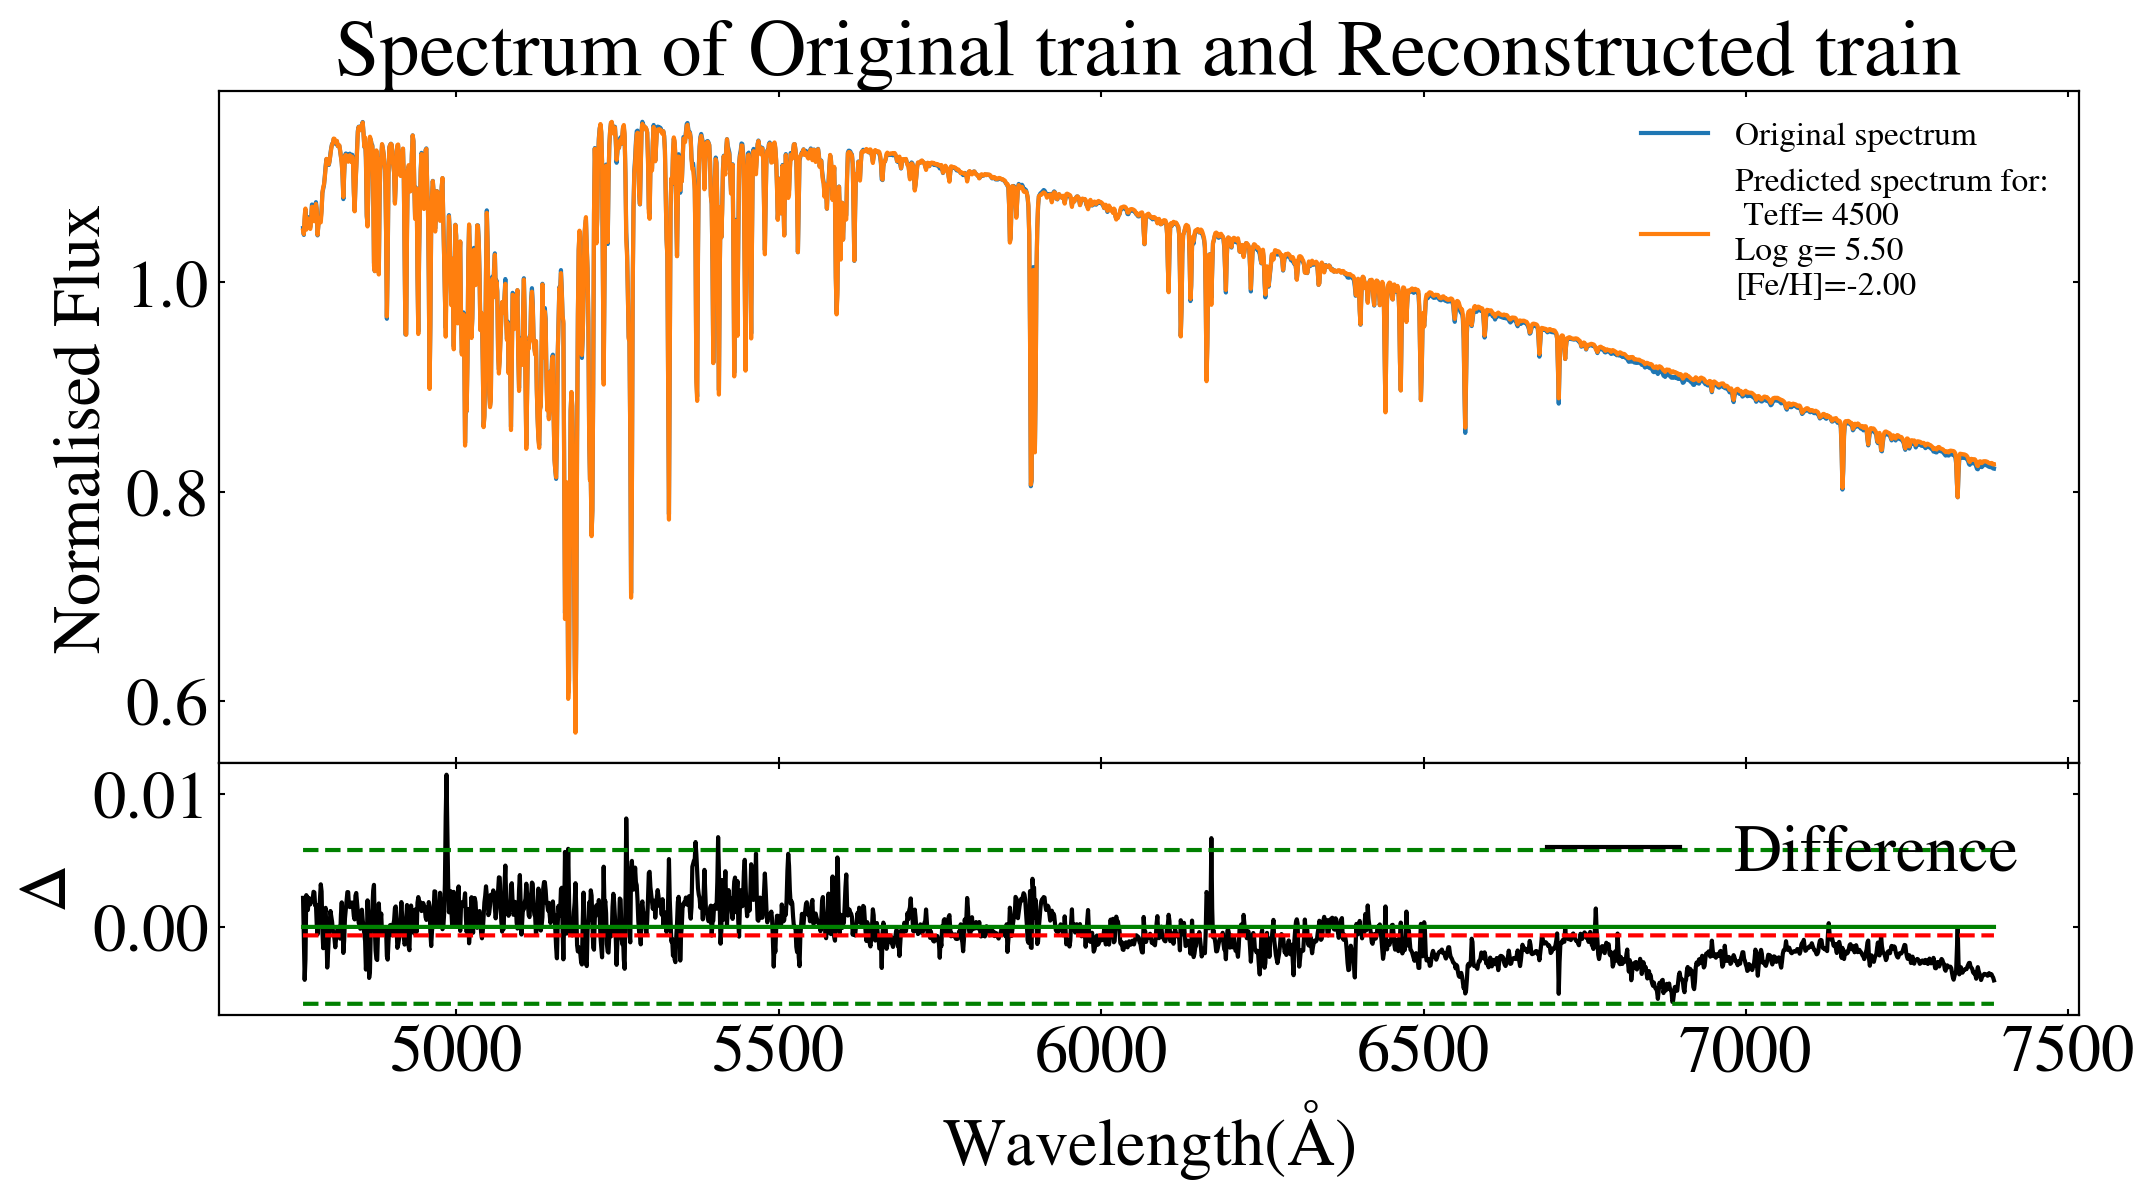 Spectrum of Original train and Reconstructed train
Original spectrum
Predicted spectrum for:
Teff= 4500
Log g= 5.50
[Fe/H]=-2.00
Normalised Flux
1.0
0.8
0.6
Difference
Δ
0.01
0.00
5000 5500 6000 6500 7000 7500
Wavelength(Å)